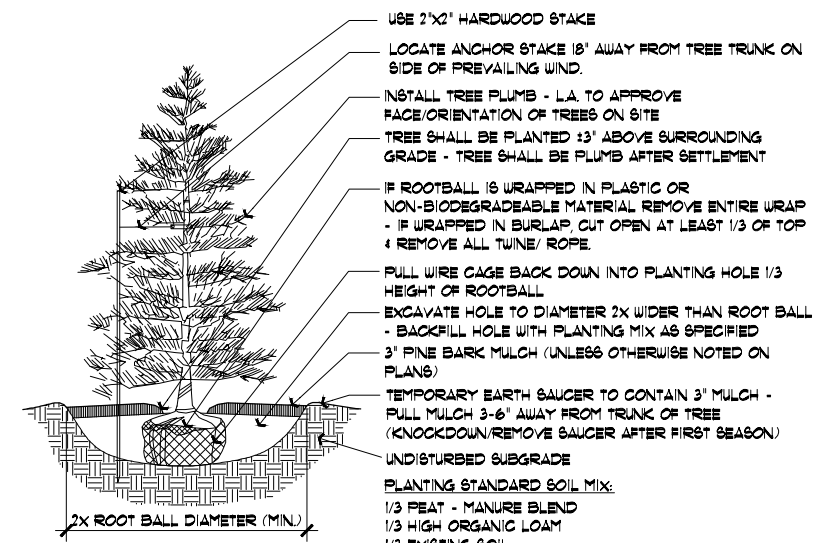 USE 2"X2" HARDWOOD STAKE
LOCATE ANCHOR STAKE 18" AWAY FROM TREE TRUNK ON
SIDE OF PREVAILING WIND.
INSTALL TREE PLUMB - L.A. TO APPROVE
FACE/ORIENTATION OF TREES ON SITE
TREE SHALL BE PLANTED ±3" ABOVE SURROUNDING
GRADE - TREE SHALL BE PLUMB AFTER SETTLEMENT
IF ROOTBALL IS WRAPPED IN PLASTIC OR
NON-BIODEGRADEABLE MATERIAL REMOVE ENTIRE WRAP
- IF WRAPPED IN BURLAP, CUT OPEN AT LEAST 1/3 OF TOP
& REMOVE ALL TWINE/ ROPE.
PULL WIRE CAGE BACK DOWN INTO PLANTING HOLE 1/3
HEIGHT OF ROOTBALL
EXCAVATE HOLE TO DIAMETER 2X WIDER THAN ROOT BALL
- BACKFILL HOLE WITH PLANTING MIX AS SPECIFIED
3" PINE BARK MULCH (UNLESS OTHERWISE NOTED ON
PLANS)
TEMPORARY EARTH SAUCER TO CONTAIN 3" MULCH -
PULL MULCH 3-6" AWAY FROM TRUNK OF TREE
(KNOCKDOWN/REMOVE SAUCER AFTER FIRST SEASON)
UNDISTURBED SUBGRADE
PLANTING STANDARD SOIL MIX:
1/3 PEAT - MANURE BLEND
1/3 HIGH ORGANIC LOAM
2X ROOT BALL DIAMETER (MIN.)